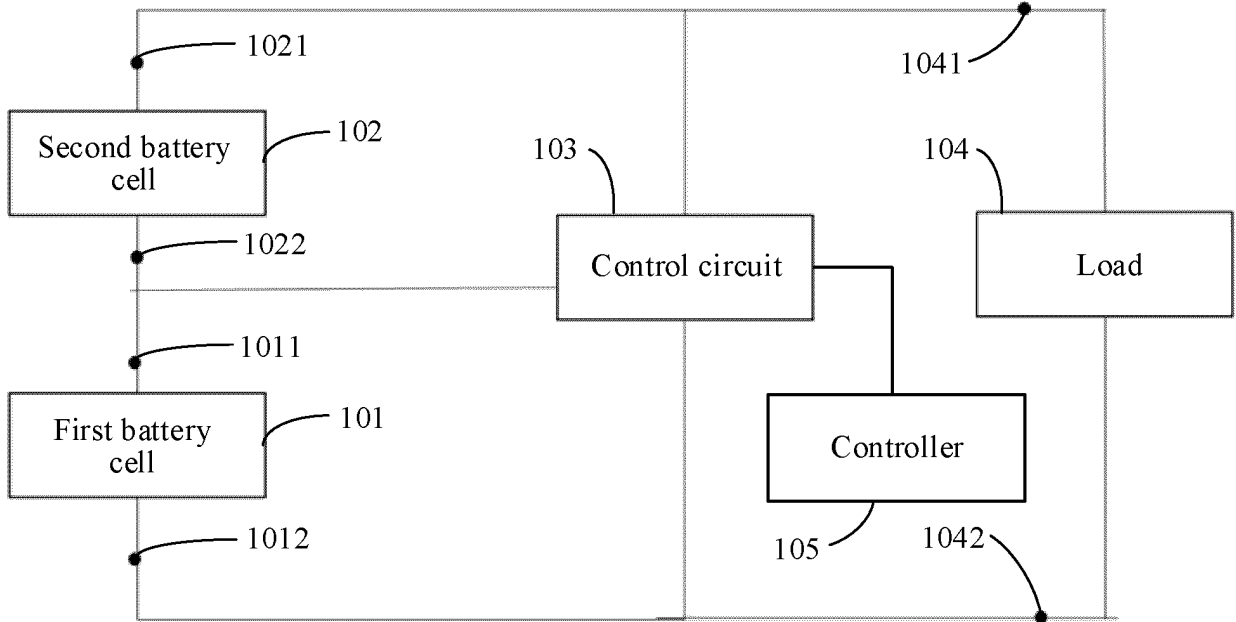 1021
1041
Second battery
cell
102
103
104
1022
Control circuit
Load
1011
First battery
cell
101
Controller
1012
105
1042